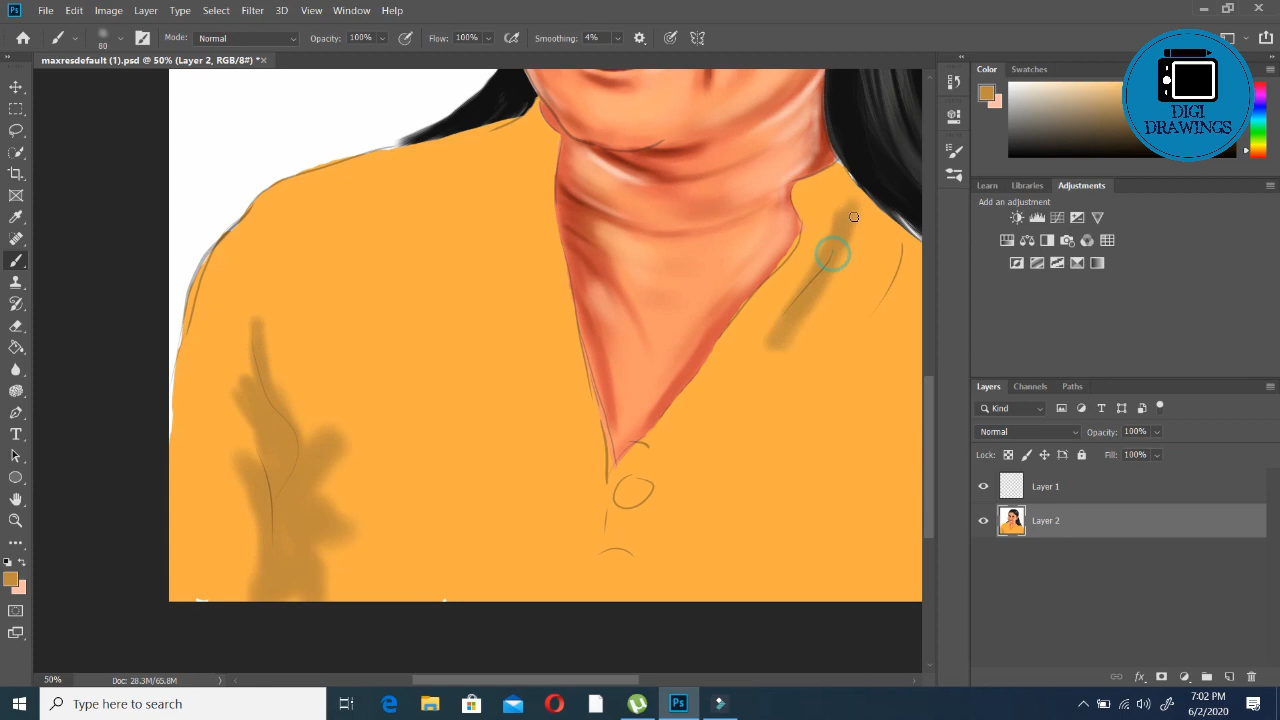 File Edit Image Layer Type Select Filter 3D View Window Help
80 Mode: Normal Opacity: 100% Flow: 100% Smoothing: 4%
maxresdefault (1).psd @ 50% (Layer 2, RGB/8#) *
Color Swatches
DIGI
DRAWINGS
Learn Libraries Adjustments
Add an adjustment
Layers Channels Paths
Kind
Normal Opacity: 100%
Lock: Fill: 100%
Layer 1
Layer 2
50% Doc: 28.3M/65.8M
Type here to search
7:02 PM
6/2/2020